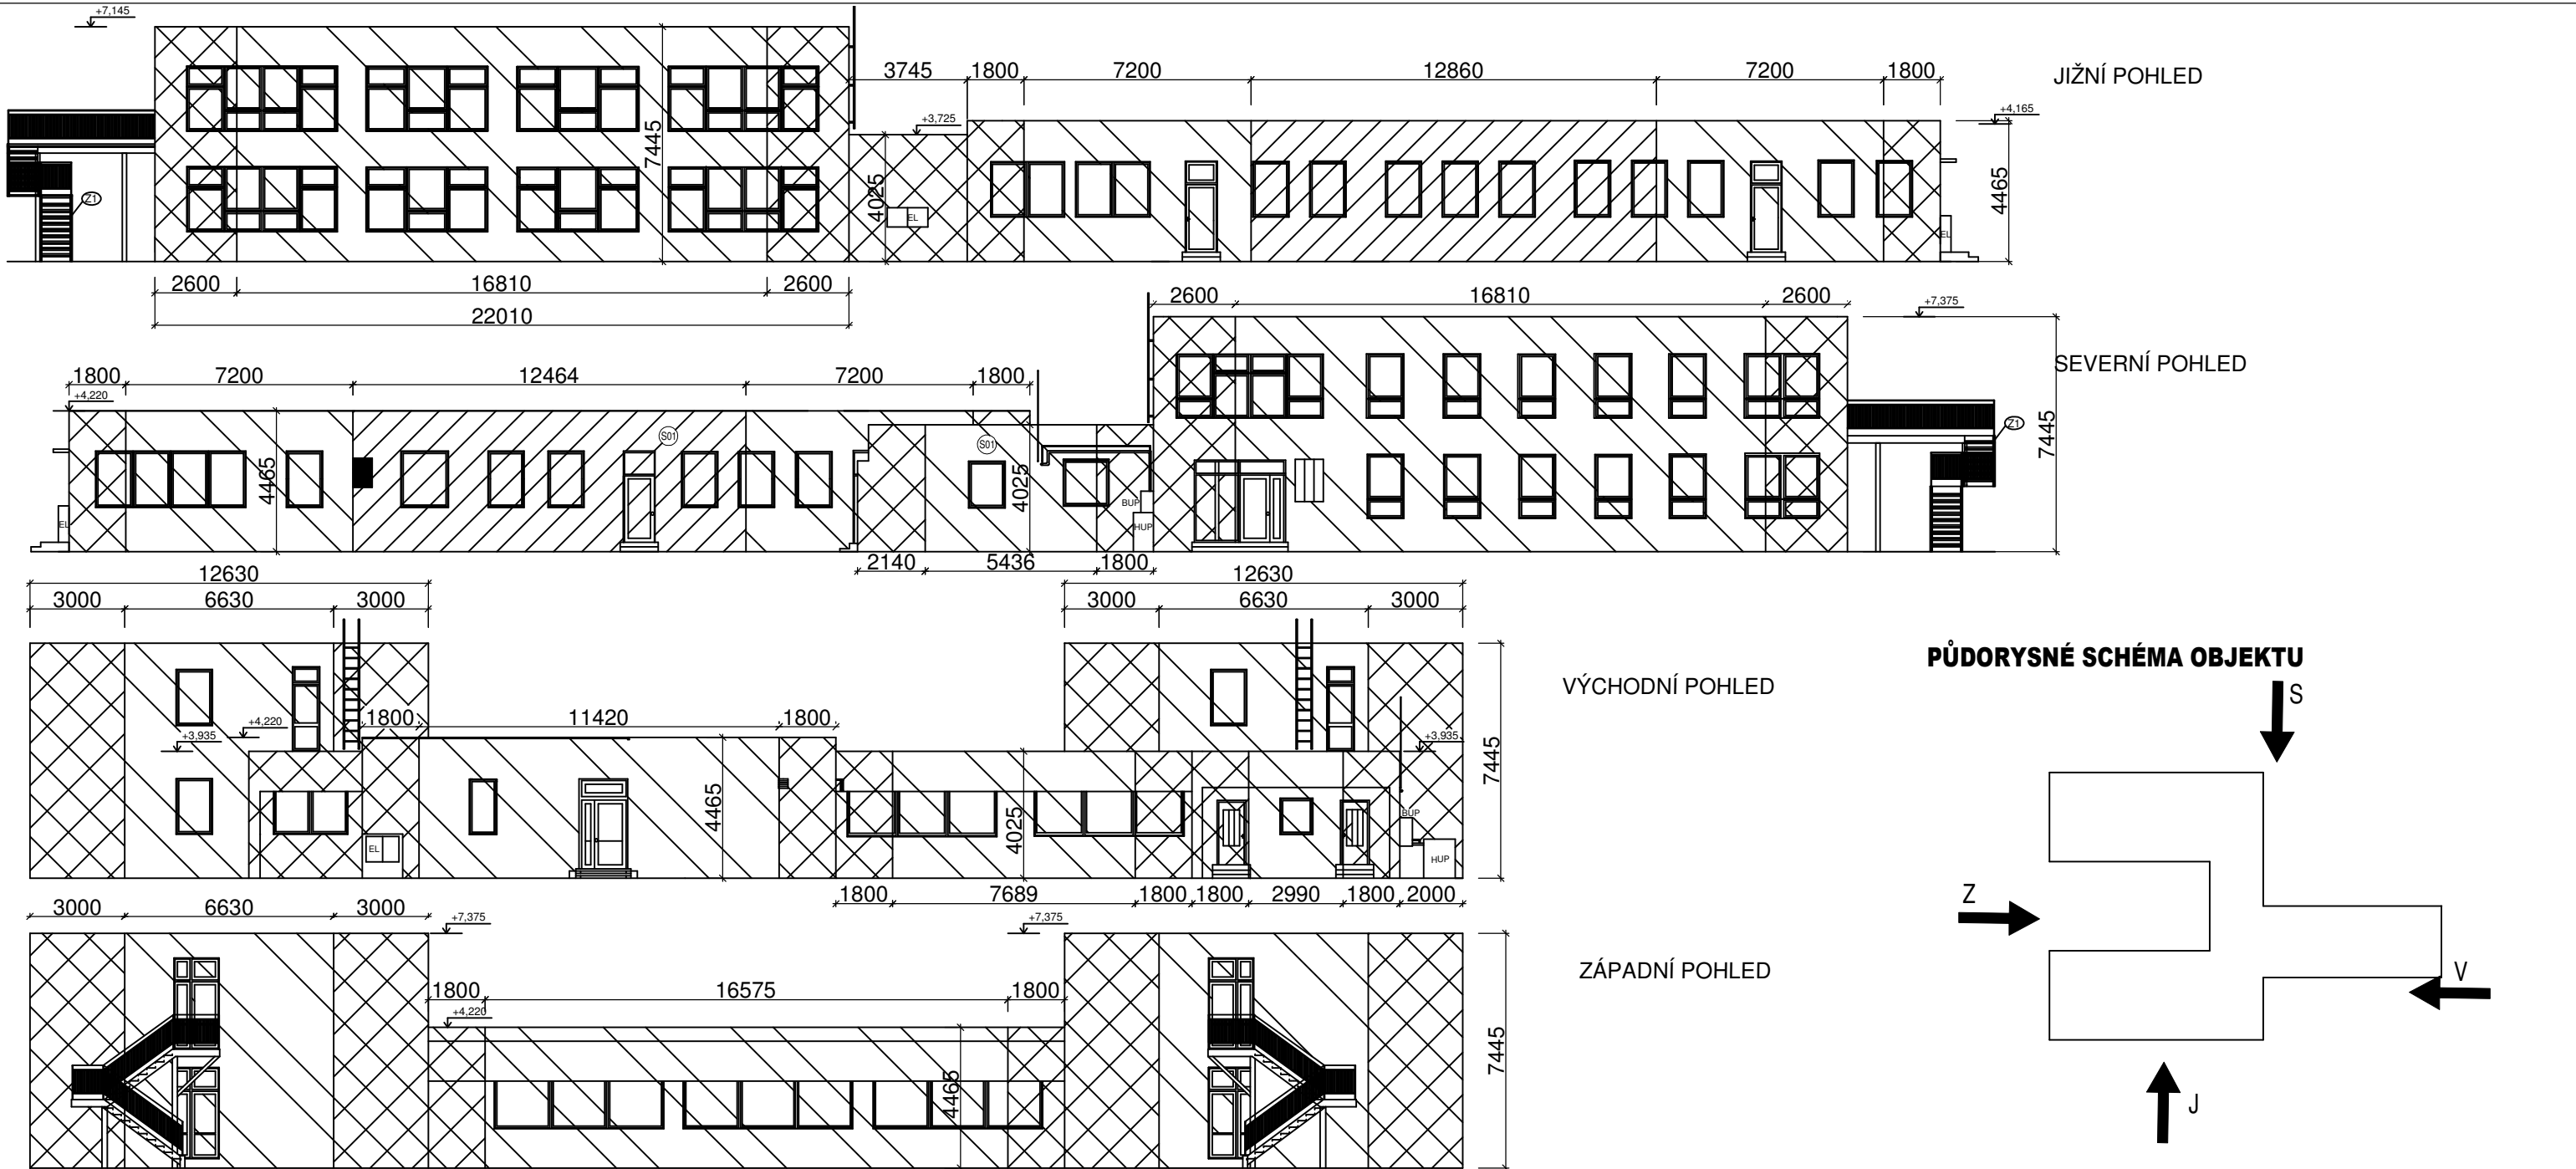 +7,145
3745 1800 7200 12860 7200 1800
JIŽNÍ POHLED
+3,725
+4,165
7445
4025
4465
Z1
EL
EL
2600 16810 2600
22010
2600 16810 2600
+7,375
SEVERNÍ POHLED
1800 7200 12464 7200 1800
+4,220
S01
S01
Z1
4465
4025
7445
EL
BUP
HUP
2140 5436 1800
12630
12630
3000 6630 3000
3000 6630 3000
VÝCHODNÍ POHLED
PŮDORYSNÉ SCHÉMA OBJEKTU
S
1800 11420 1800
+4,220
+3,935
+3,935
4465
4025
7445
EL
BUP
HUP
1800 7689 1800 1800 2990 1800 2000
Z
V
J
3000 6630 3000
+7,375
+7,375
ZÁPADNÍ POHLED
1800 16575 1800
+4,220
4465
7445